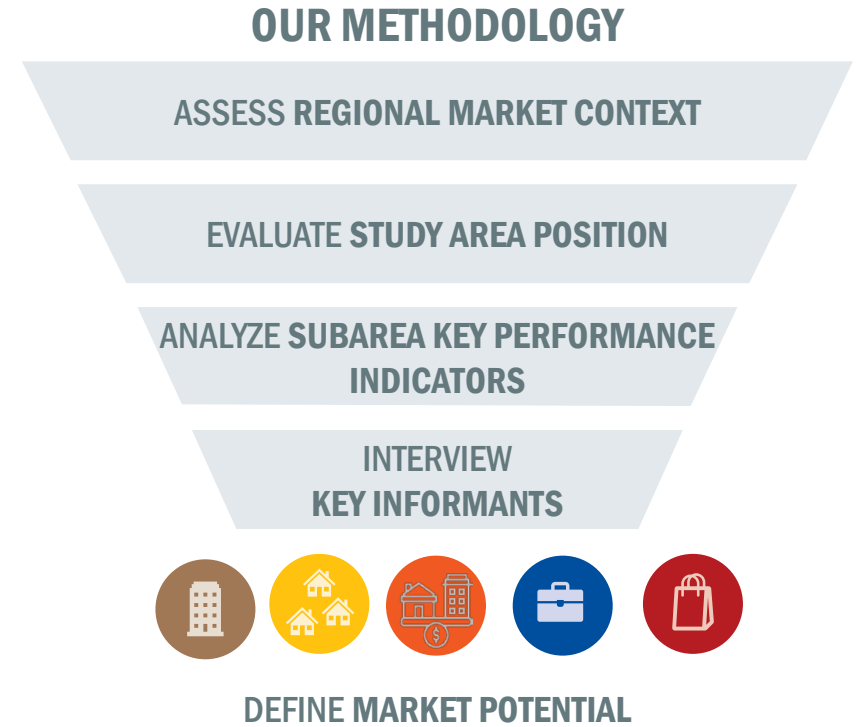 OUR METHODOLOGY
ASSESS REGIONAL MARKET CONTEXT
EVALUATE STUDY AREA POSITION
ANALYZE SUBAREA KEY PERFORMANCE
INDICATORS
INTERVIEW
KEY INFORMANTS
$
DEFINE MARKET POTENTIAL